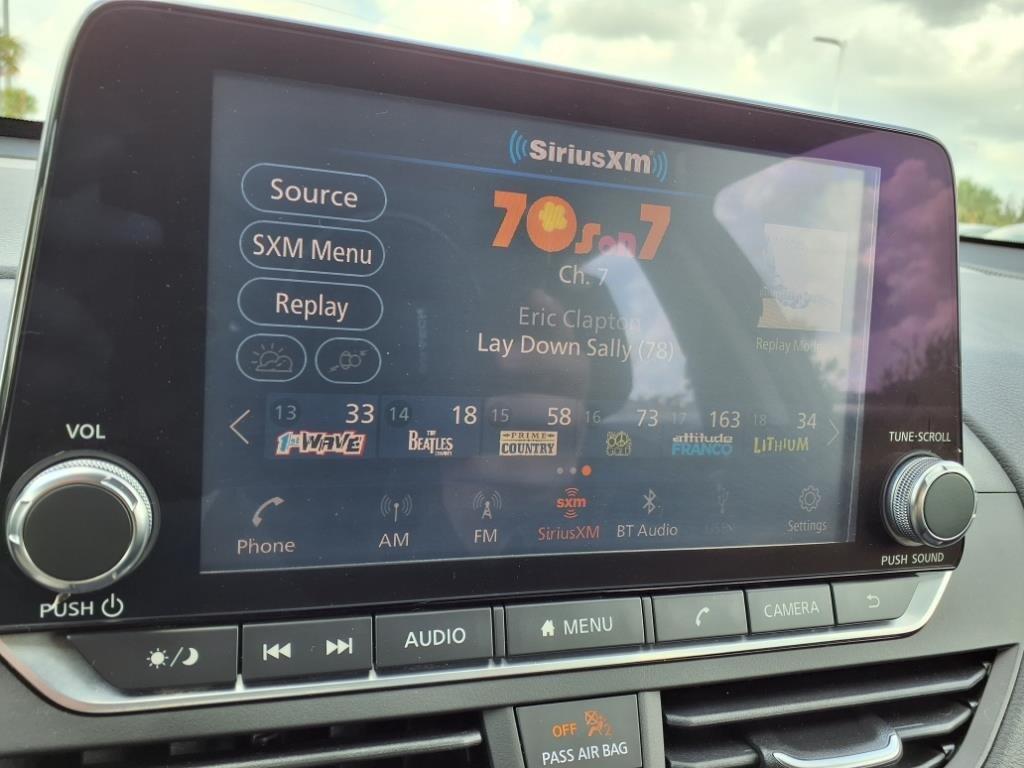 SiriusXM
Source
70s on 7
SXM Menu
Ch. 7
Replay
Eric Clapton
Lay Down Sally (78)
Replay Mode
13 33 14 18 15 58 16 73 17 163 18 34
1st WAVE THE BEATLES CHANNEL PRIME COUNTRY attitude FRANCO LiTHiUM
sxm
Phone AM FM SiriusXM BT Audio Settings
VOL
PUSH
TUNE·SCROLL
PUSH SOUND
AUDIO MENU CAMERA
OFF
PASS AIR BAG